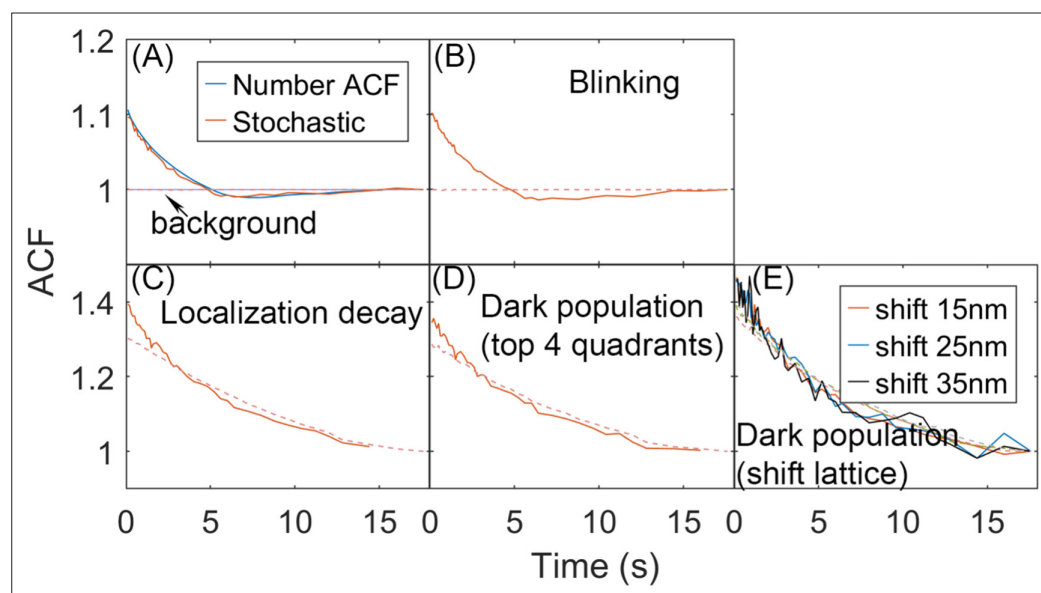 1.2
(A)
(B)
Number ACF
Blinking
Stochastic
1.1
1
background
ACF
(C)
(D)
(E)
1.4
Localization decay
Dark population
(top 4 quadrants)
shift 15nm
shift 25nm
shift 35nm
1.2
1
Dark population
(shift lattice)
0 5 10 15 0 5 10 15 0 5 10 15
Time (s)